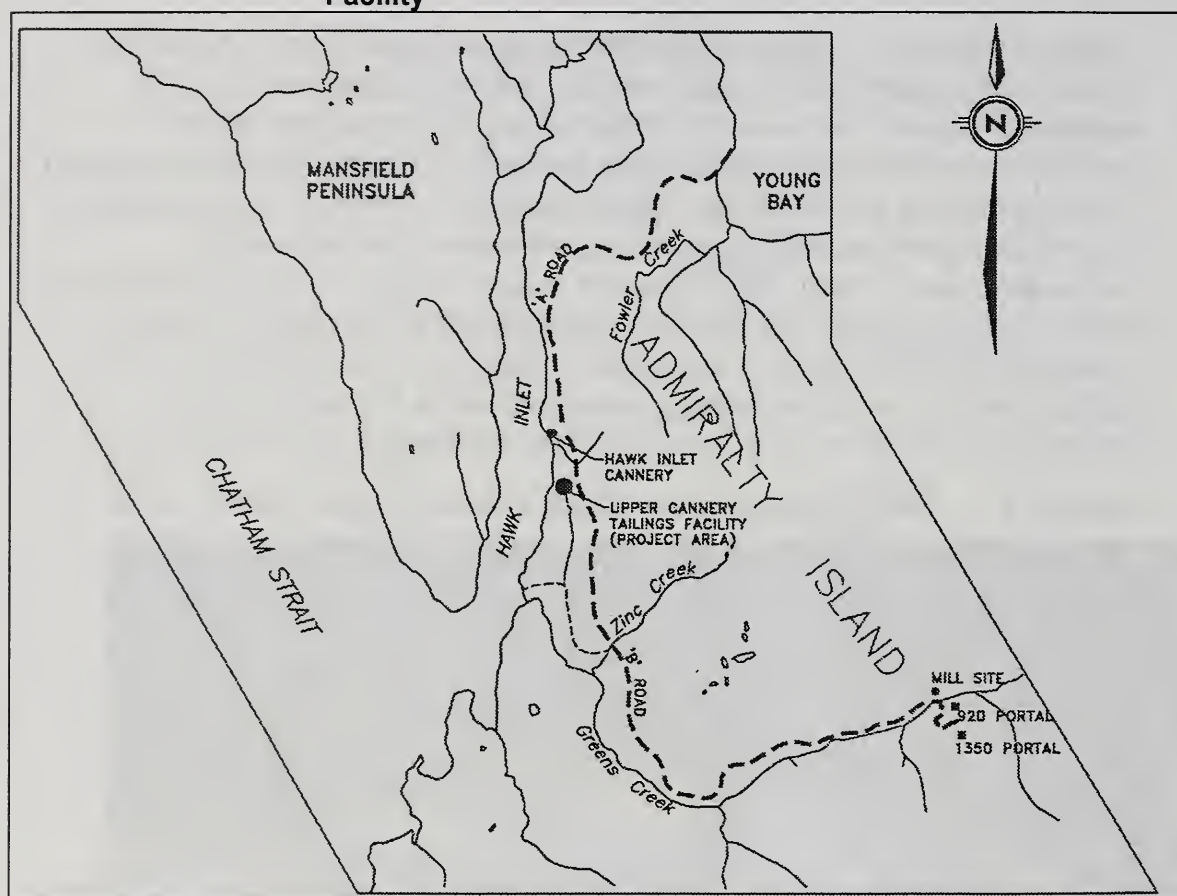 Facility
MANSFIELD
PENINSULA
YOUNG
BAY
N
'A' ROAD
Fowler Creek
ADMIRALTY
ISLAND
HAWK INLET
HAWK INLET
CANNERY
UPPER CANNERY
TAILINGS FACILITY
(PROJECT AREA)
CHATHAM STRAIT
Zinc Creek
'B' ROAD
Greens
Creek
MILL SITE
920 PORTAL
1350 PORTAL